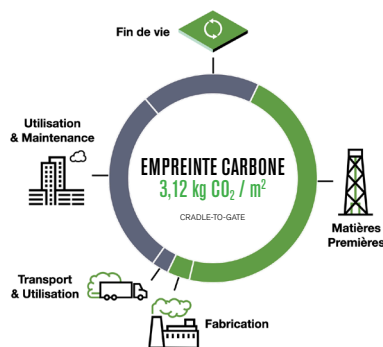 Fin de vie
Utilisation
& Maintenance
EMPREINTE CARBONE
3,12 kg CO₂ / m²
CRADLE-TO-GATE
Matières
Premières
Transport
& Utilisation
Fabrication